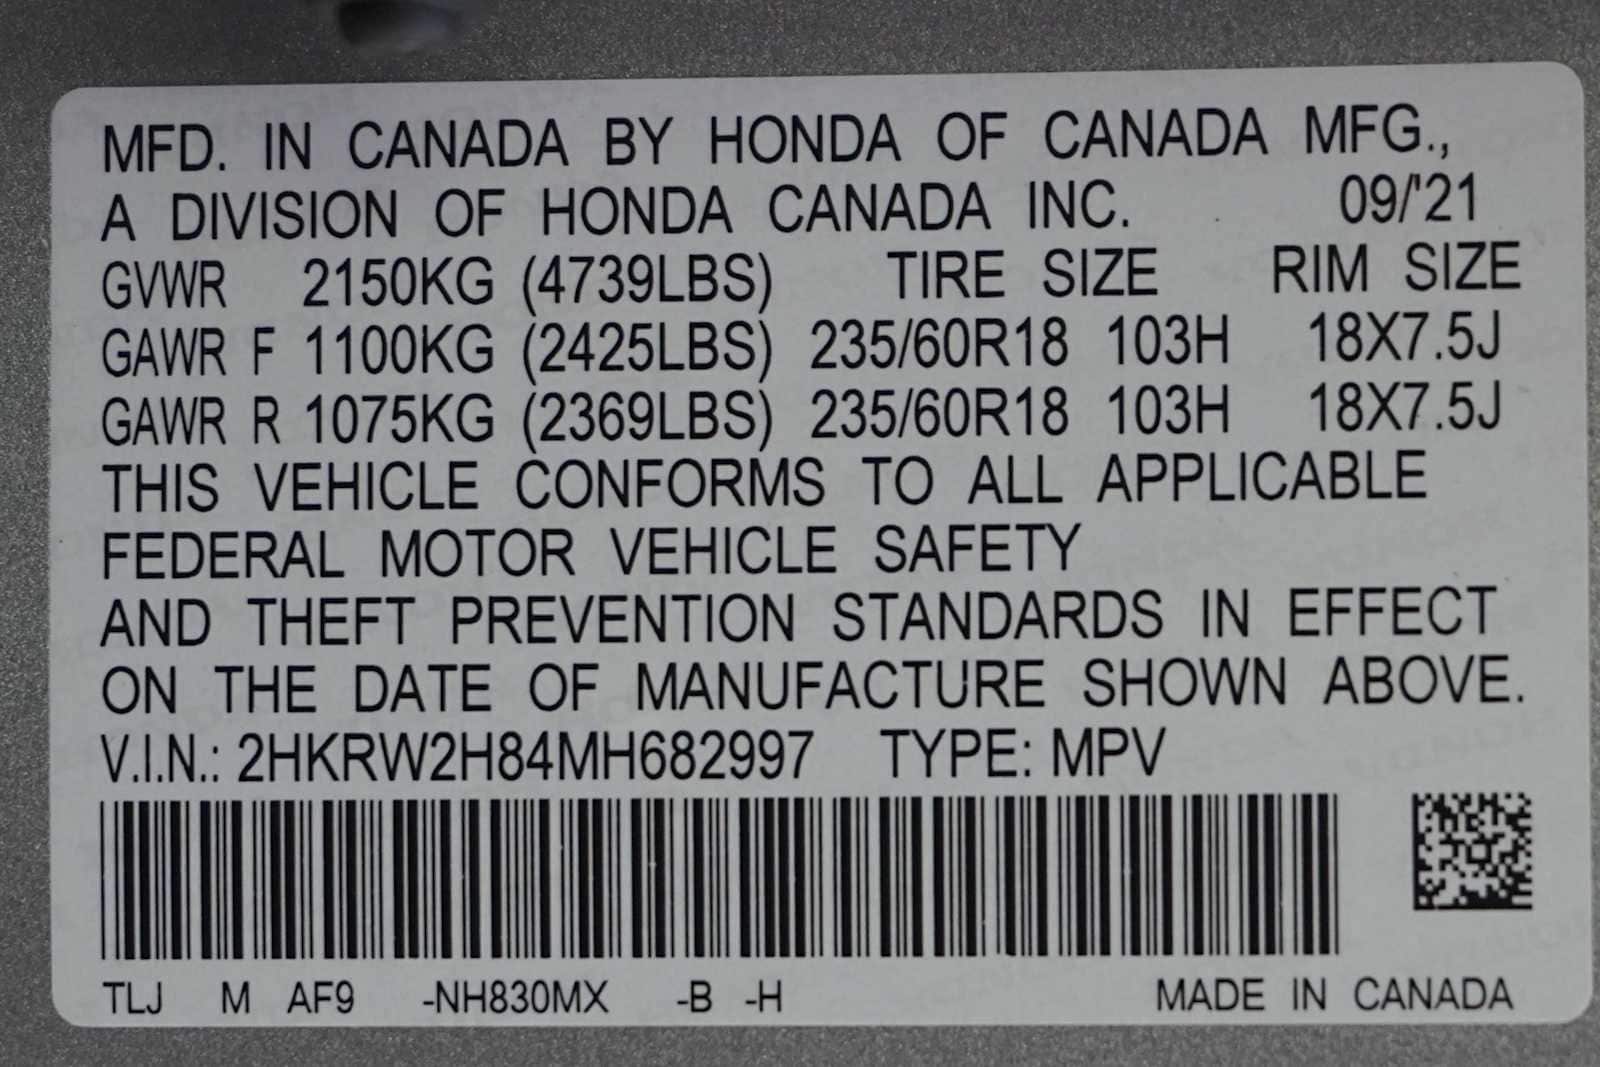 MFD. IN CANADA BY HONDA OF CANADA MFG.,
A DIVISION OF HONDA CANADA INC. 09/'21
GVWR 2150KG (4739LBS) TIRE SIZE RIM SIZE
GAWR F 1100KG (2425LBS) 235/60R18 103H 18X7.5J
GAWR R 1075KG (2369LBS) 235/60R18 103H 18X7.5J
THIS VEHICLE CONFORMS TO ALL APPLICABLE
FEDERAL MOTOR VEHICLE SAFETY
AND THEFT PREVENTION STANDARDS IN EFFECT
ON THE DATE OF MANUFACTURE SHOWN ABOVE.
V.I.N.: 2HKRW2H84MH682997 TYPE: MPV
TLJ M AF9 -NH830MX -B -H MADE IN CANADA